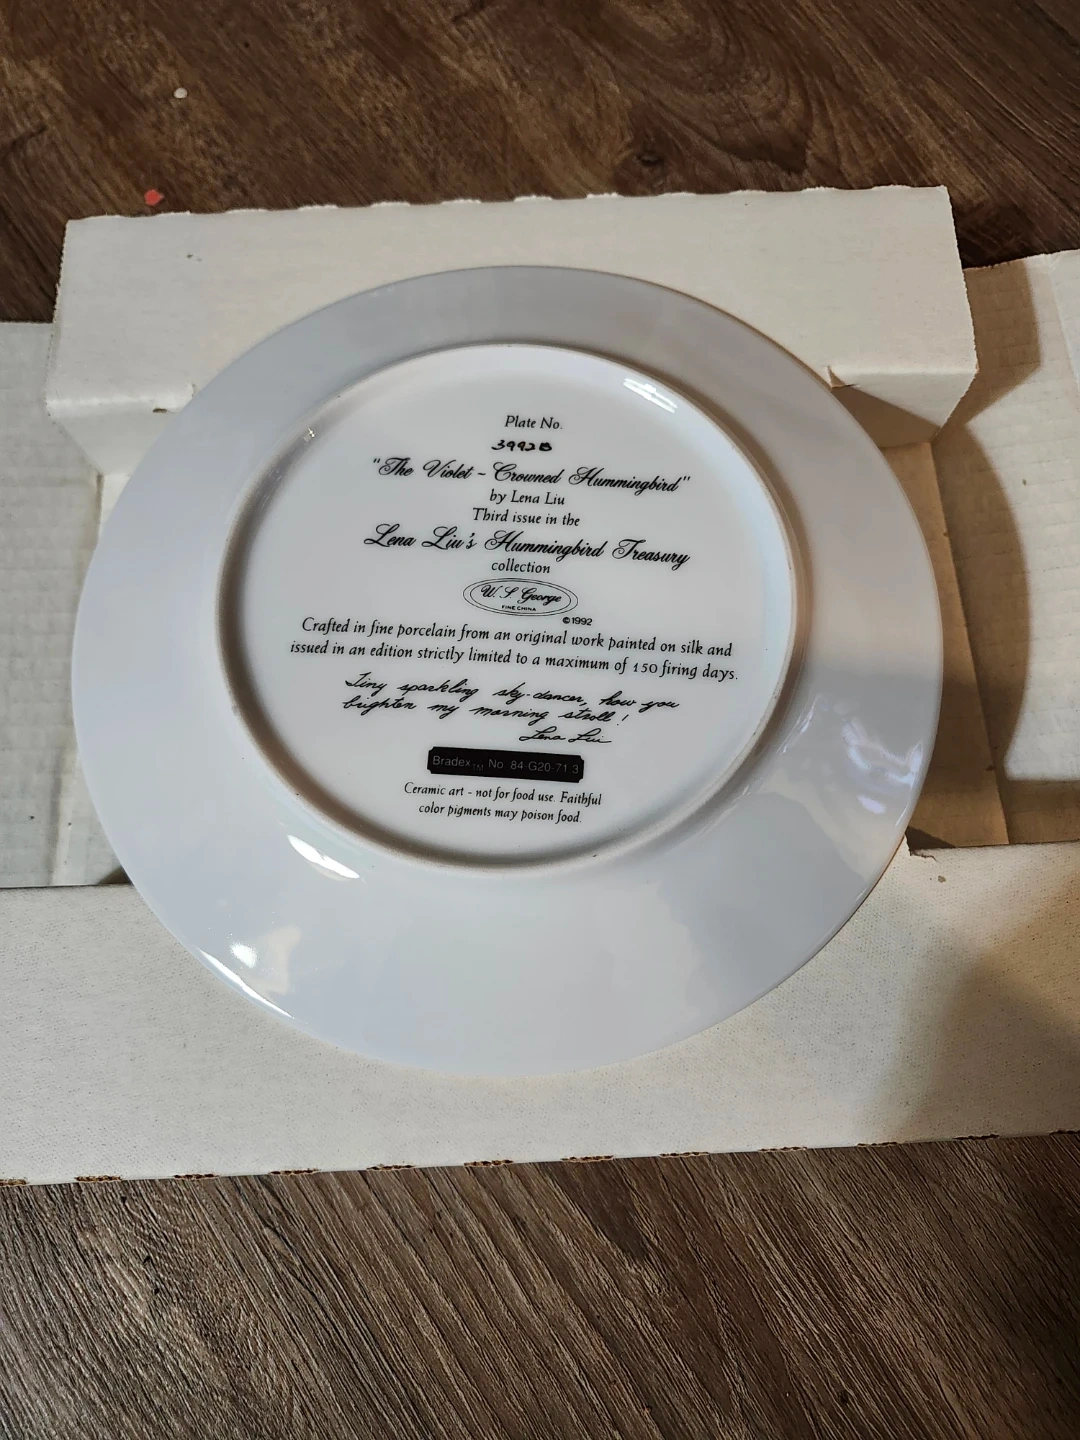 Plate No.
3992B
"The Violet - Crowned Hummingbird"
by Lena Liu
Third issue in the
Lena Liu's Hummingbird Treasury
collection
W. S. George
FINE CHINA
©1992
Crafted in fine porcelain from an original work painted on silk and
issued in an edition strictly limited to a maximum of 150 firing days.
Tiny sparkling sky-dancer, how you
brighten my morning stroll!
Lena Liu
Bradex™ No. 84-G20-71.3
Ceramic art - not for food use. Faithful
color pigments may poison food.